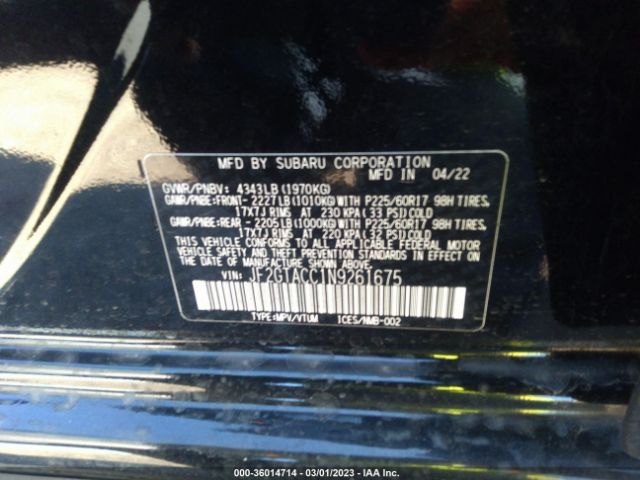 MFD BY SUBARU CORPORATION
MFD IN 04/22
GVWR/PNBV: 4343LB(1970KG)
GAWR/PNBE:FRONT- 2227LB(1010KG)WITH P225/60R17 98H TIRES,
17X7J RIMS AT 230 KPA(33 PSI)COLD
GAWR/PNBE:REAR - 2205LB(1000KG)WITH P225/60R17 98H TIRES,
17X7J RIMS AT 220 KPA(32 PSI)COLD
THIS VEHICLE CONFORMS TO ALL APPLICABLE FEDERAL MOTOR
VEHICLE SAFETY AND THEFT PREVENTION STANDARDS IN EFFECT
ON THE DATE OF MANUFACTURE SHOWN ABOVE.
VIN: JF2GTACC1N9261675
TYPE:MPV/VTUM ICES/NMB-002
000-36014714 - 03/01/2023 - IAA Inc.